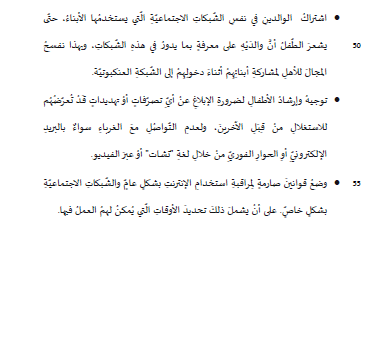 • اشتراكُ الوالدينِ في نفسِ الشّبكاتِ الاجتماعيّةِ الّتي يستخدمُها الأبناءُ، حتّى
50 يشعرَ الطّفلُ أنَّ والدَيْهِ على معرفةٍ بما يدورُ في هذهِ الشّبكاتِ، وبهذا نفسحُ
المجالَ للأهلِ لمشاركةِ أبنائِهمْ أثناءَ دخولِهمْ إلى الشّبكةِ العنكبوتيّةِ.
• توجيهُ وإرشادُ الأطفالِ لضرورةِ الإبلاغِ عنْ أيِّ تصرّفاتٍ أوْ تهديداتٍ قدْ تُعرّضُهُم
للاستغلالِ منْ قِبَلِ الآخرينَ، ولعدمِ التّواصُلِ معَ الغرباءِ سواءٌ بالبريدِ
الإلكترونيِّ أو الحوارِ الفوريِّ منْ خلالِ لغةِ "تشات" أوْ عبرَ الفيديو.
55 • وضعُ قوانينَ صارمةٍ لمراقبةِ استخدامِ الإنترنتِ بشكلٍ عامٍّ والشّبكاتِ الاجتماعيّةِ
بشكلٍ خاصٍّ. على أنْ يشملَ ذلكَ تحديدَ الأوقاتِ الّتي يُمكنُ لهمُ العملُ فيها.